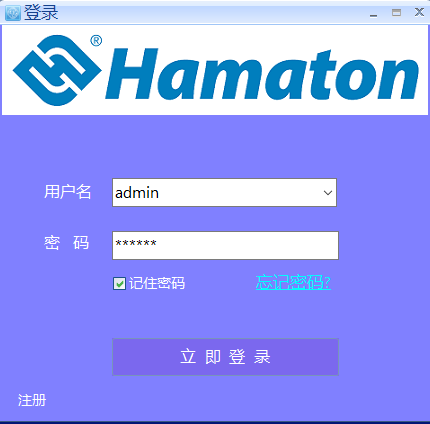 登录
® Hamaton
用户名 admin
密 码 ******
记住密码 忘记密码?
立 即 登 录
注册